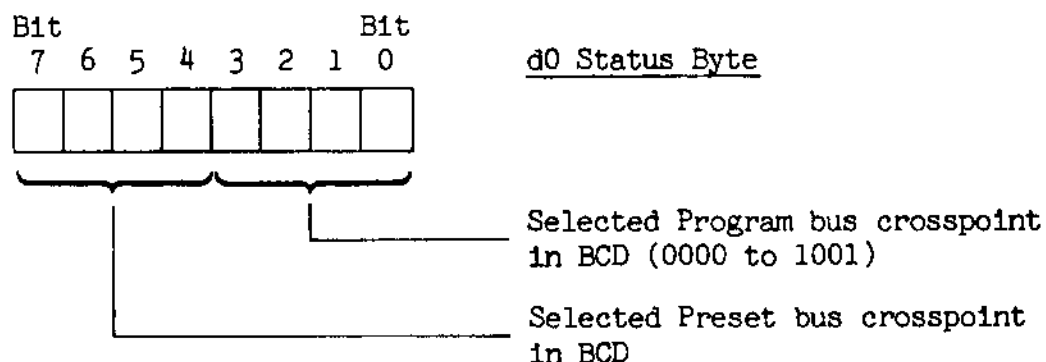 Bit Bit
7 6 5 4 3 2 1 0 d0 Status Byte
Selected Program bus crosspoint
in BCD (0000 to 1001)
Selected Preset bus crosspoint
in BCD